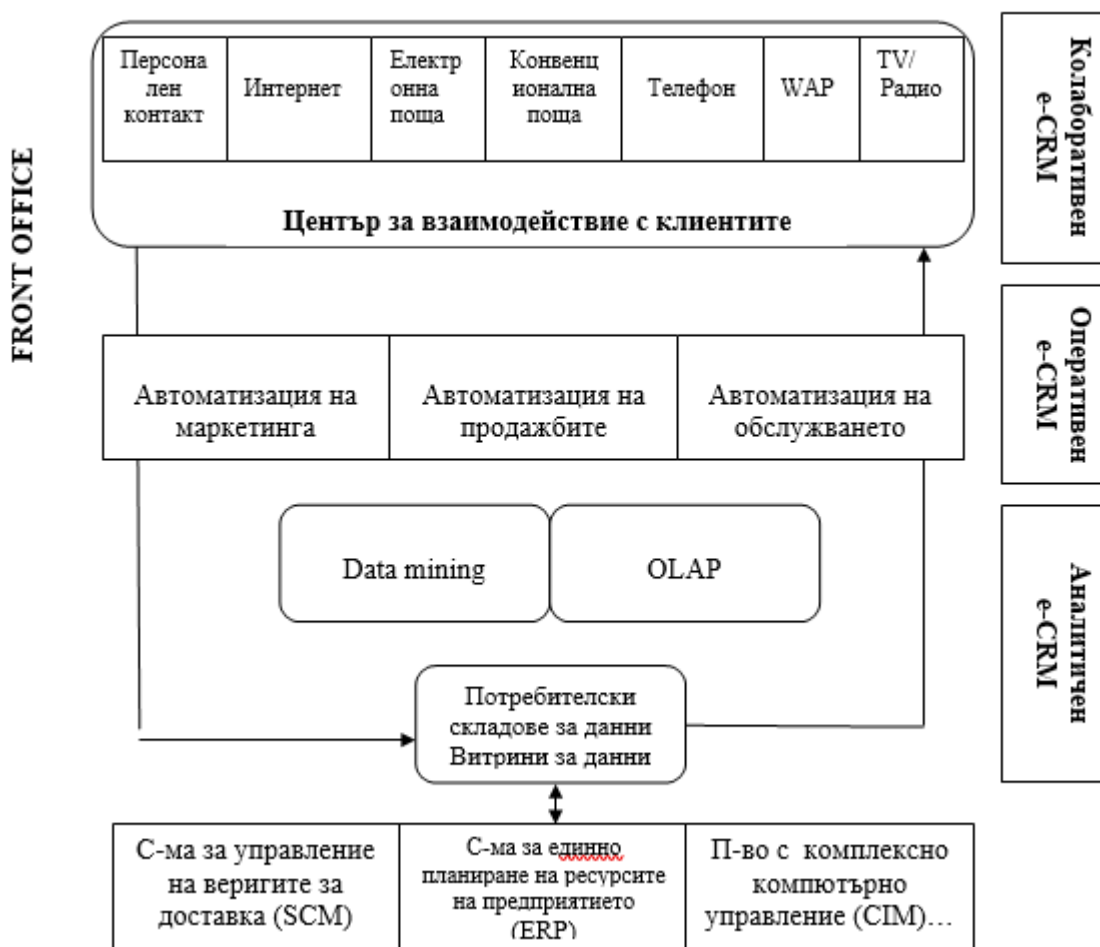 Персона
лен
контакт
Интернет
Електр
онна
поща
Конвенц
ионална
поща
Телефон
WAP
TV/
Радио
Център за взаимодействие с клиентите
Колаборативен
e-CRM
FRONT OFFICE
Автоматизация на
маркетинга
Автоматизация на
продажбите
Автоматизация на
обслужването
Оперативен
e-CRM
Data mining
OLAP
Аналитичен
e-CRM
Потребителски
складове за данни
Витрини за данни
С-ма за управление
на веригите за
доставка (SCM)
С-ма за единно
планиране на ресурсите
на предприятието
(ERP)
П-во с комплексно
компютърно
управление (CIM)…